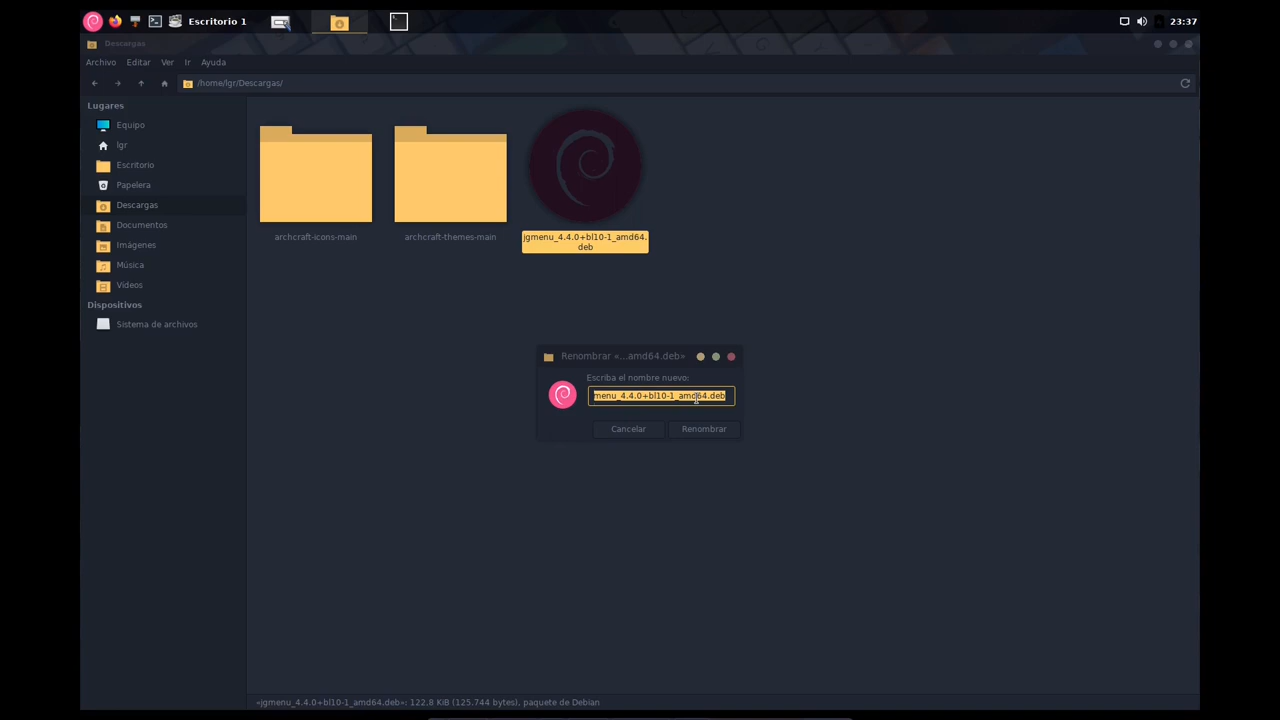 Escritorio 1
23:37
Descargas
Archivo Editar Ver Ir Ayuda
/home/lgr/Descargas/
Lugares
Equipo
lgr
Escritorio
Papelera
Descargas
Documentos
Imágenes
Música
Vídeos
Dispositivos
Sistema de archivos
archcraft-icons-main
archcraft-themes-main
jgmenu_4.4.0+bl10-1_amd64.
deb
Renombrar «...amd64.deb»
Escriba el nombre nuevo:
menu_4.4.0+bl10-1_amd64.deb
Cancelar
Renombrar
«jgmenu_4.4.0+bl10-1_amd64.deb»: 122,8 KiB (125.744 bytes), paquete de Debian